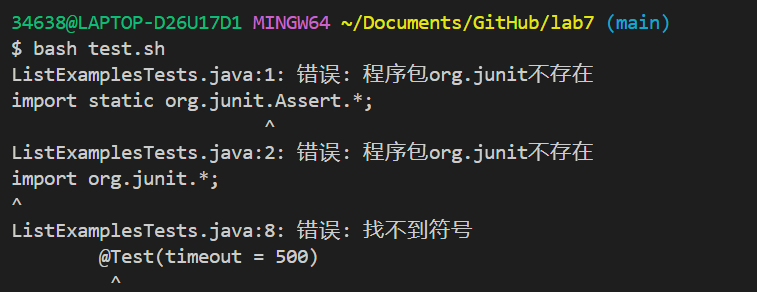 34638@LAPTOP-D26U17D1 MINGW64 ~/Documents/GitHub/lab7 (main)
$ bash test.sh
ListExamplesTests.java:1: 错误: 程序包org.junit不存在
import static org.junit.Assert.*;
                       ^
ListExamplesTests.java:2: 错误: 程序包org.junit不存在
import org.junit.*;
^
ListExamplesTests.java:8: 错误: 找不到符号
        @Test(timeout = 500)
         ^